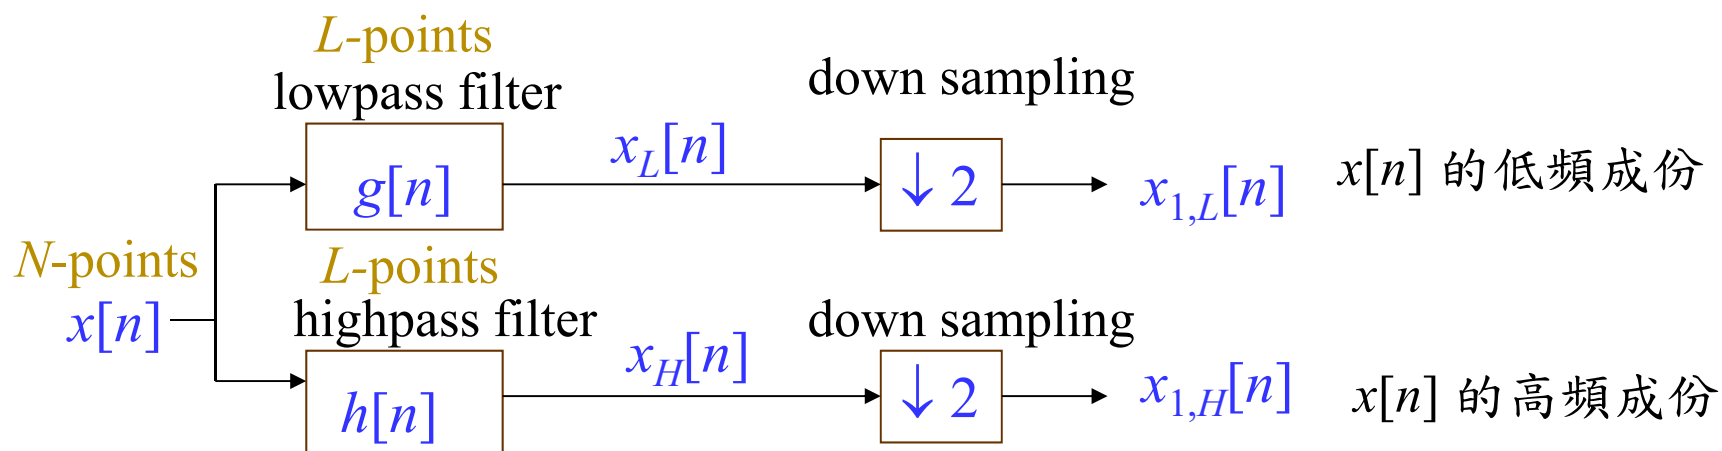 L-points
lowpass filter
down sampling
g[n]
x_L[n]
↓ 2
x_{1,L}[n]
x[n] 的低頻成份
N-points
x[n]
L-points
highpass filter
down sampling
h[n]
x_H[n]
↓ 2
x_{1,H}[n]
x[n] 的高頻成份